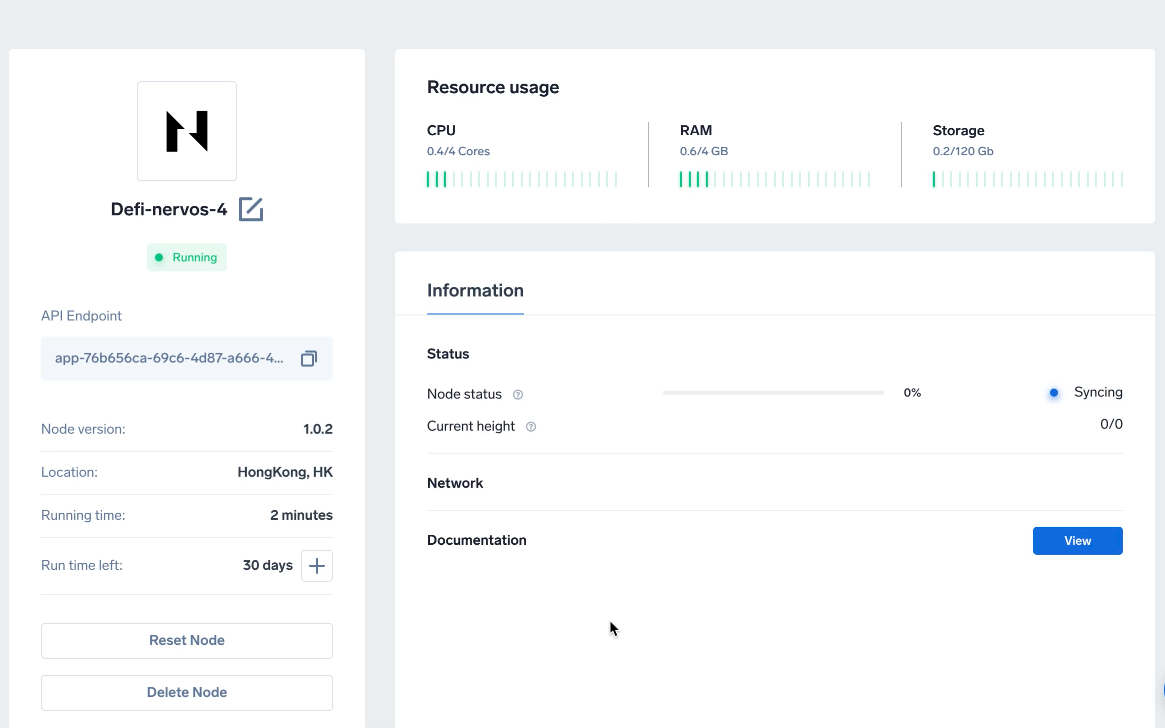 Defi-nervos-4
Running
API Endpoint
app-76b656ca-69c6-4d87-a666-4...
Node version: 1.0.2
Location: HongKong, HK
Running time: 2 minutes
Run time left: 30 days
Reset Node
Delete Node
Resource usage
CPU
0.4/4 Cores
RAM
0.6/4 GB
Storage
0.2/120 Gb
Information
Status
Node status 0% Syncing
Current height 0/0
Network
Documentation View